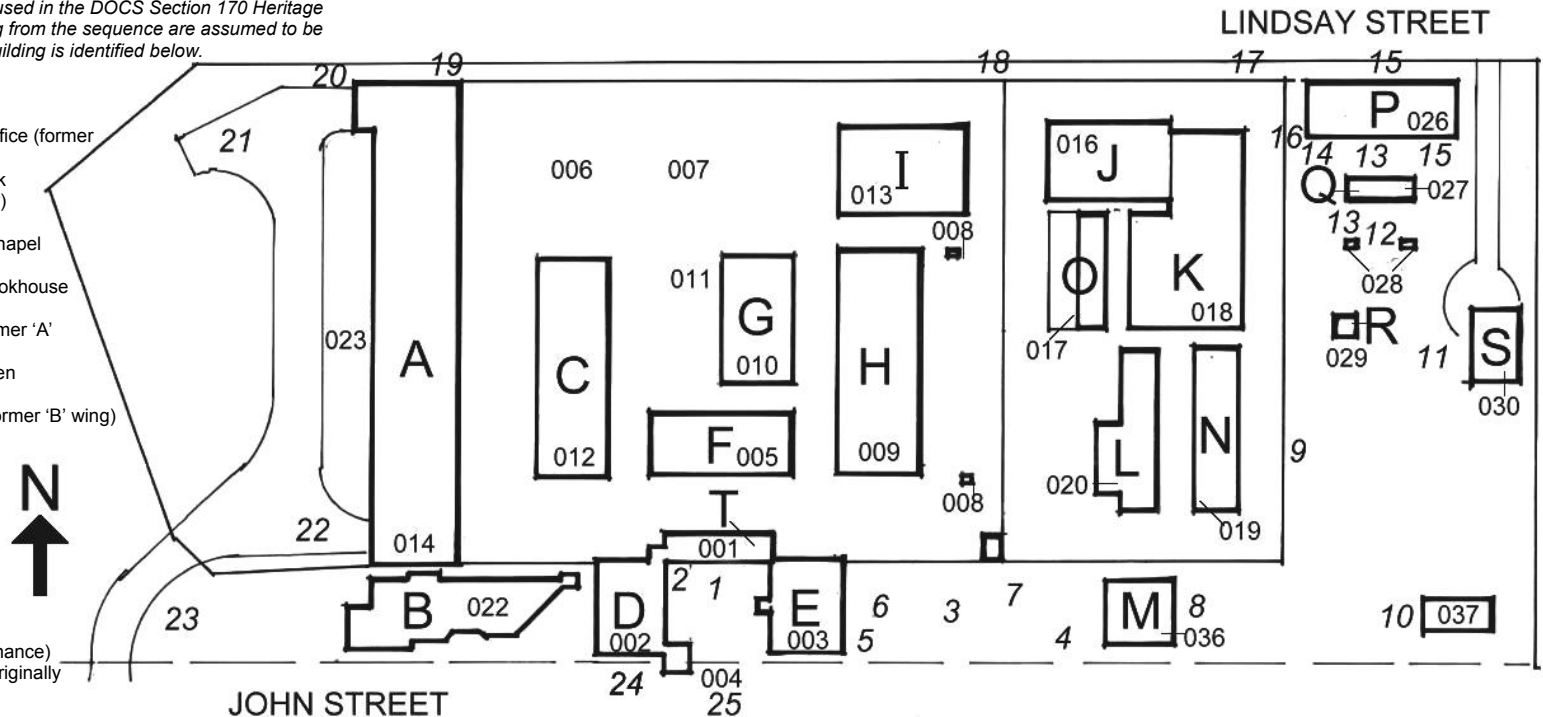 used in the DOCS Section 170 Heritage
from the sequence are assumed to be
building is identified below.
LINDSAY STREET
fice (former
k
)
hapel
okhouse
mer ‘A’
en
ormer ‘B’ wing)
N
nance)
riginally
20 19 18 17 15
21
006 007
I
013
008
016
J
P 026
16
14 13 15
Q 027
13 12
028
011
G
010
C
012
H
009
O
017
K
018
R
029
11
S
030
023
A
014
F 005
T
001
008
L
020
N
019
9
22
2 1
B 022
D
002
E
003
6
5
3
7
4
M
036
8
10 037
23
24
004
25
JOHN STREET